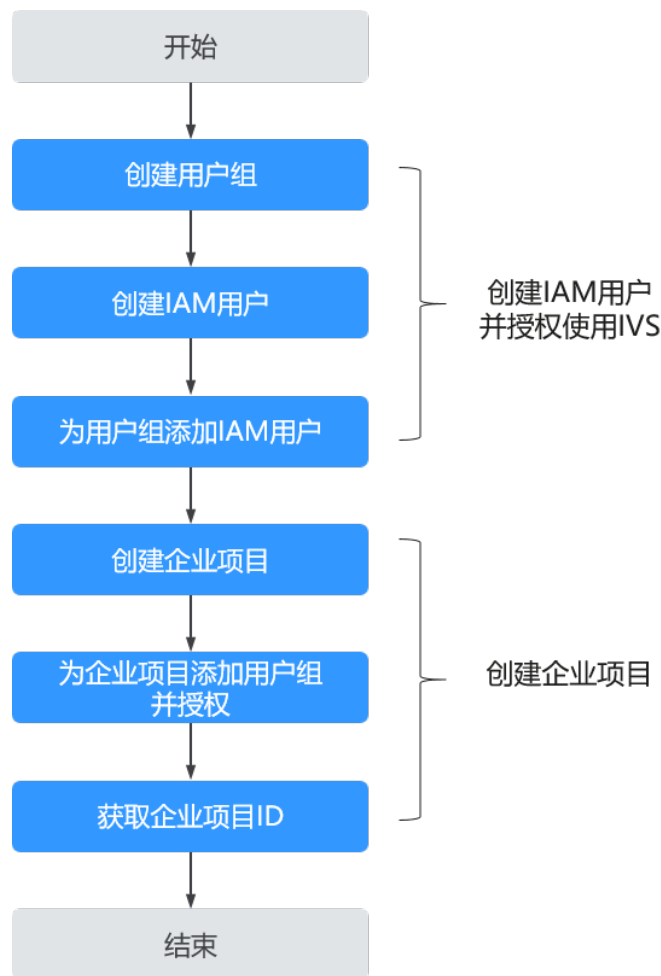 开始
创建用户组
创建IAM用户
为用户组添加IAM用户
创建IAM用户
并授权使用IVS
创建企业项目
为企业项目添加用户组
并授权
获取企业项目ID
创建企业项目
结束